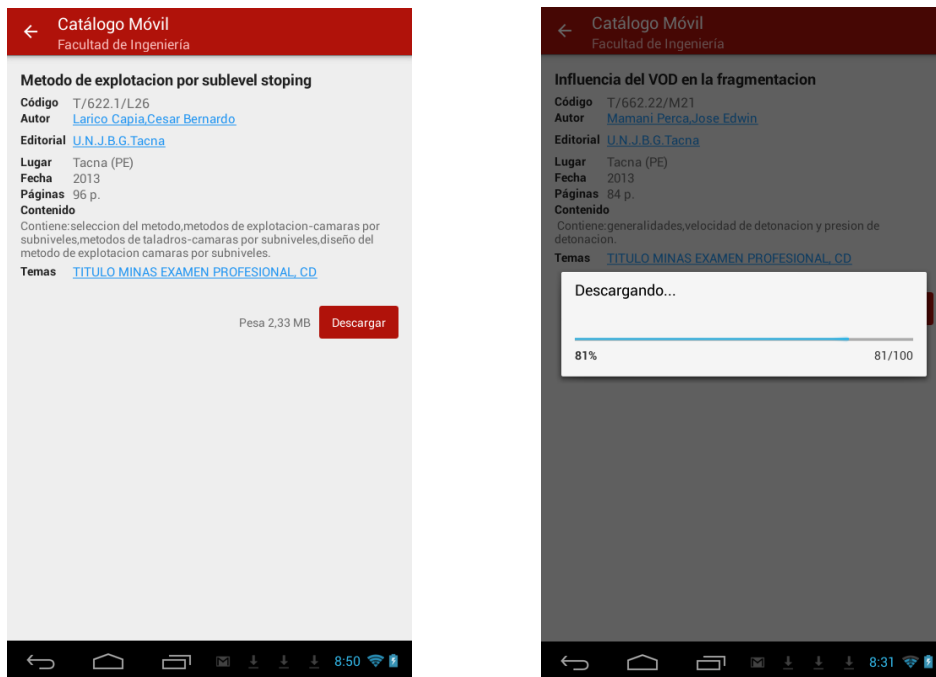 Catálogo Móvil
Facultad de Ingeniería
Metodo de explotacion por sublevel stoping
Código T/622.1/L26
Autor Larico Capia,Cesar Bernardo
Editorial U.N.J.B.G.Tacna
Lugar Tacna (PE)
Fecha 2013
Páginas 96 p.
Contenido
Contiene:seleccion del metodo,metodos de explotacion-camaras por
subniveles,metodos de taladros-camaras por subniveles,diseño del
metodo de explotacion camaras por subniveles.
Temas TITULO MINAS EXAMEN PROFESIONAL, CD
Pesa 2,33 MB Descargar
8:50
Catálogo Móvil
Facultad de Ingeniería
Influencia del VOD en la fragmentacion
Código T/662.22/M21
Autor Mamani Perca,Jose Edwin
Editorial U.N.J.B.G.Tacna
Lugar Tacna (PE)
Fecha 2013
Páginas 84 p.
Contenido
Contiene:generalidades,velocidad de detonacion y presion de
detonacion.
Temas TITULO MINAS EXAMEN PROFESIONAL, CD
Descargando...
81% 81/100
8:31